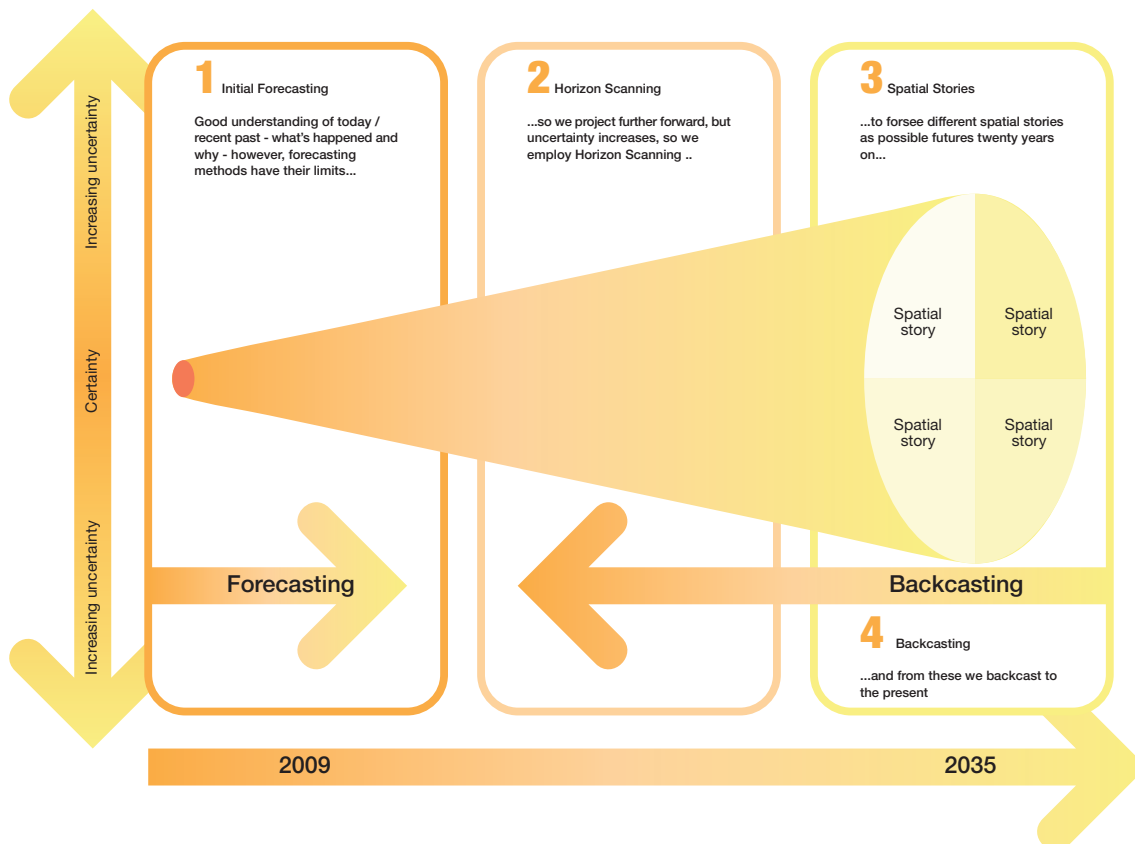 Increasing uncertainty
Certainty
Increasing uncertainty
1 Initial Forecasting
Good understanding of today /
recent past - what's happened and
why - however, forecasting
methods have their limits...
2 Horizon Scanning
...so we project further forward, but
uncertainty increases, so we
employ Horizon Scanning ..
3 Spatial Stories
...to forsee different spatial stories
as possible futures twenty years
on...
Spatial
story
Spatial
story
Spatial
story
Spatial
story
Forecasting
Backcasting
4 Backcasting
...and from these we backcast to
the present
2009
2035